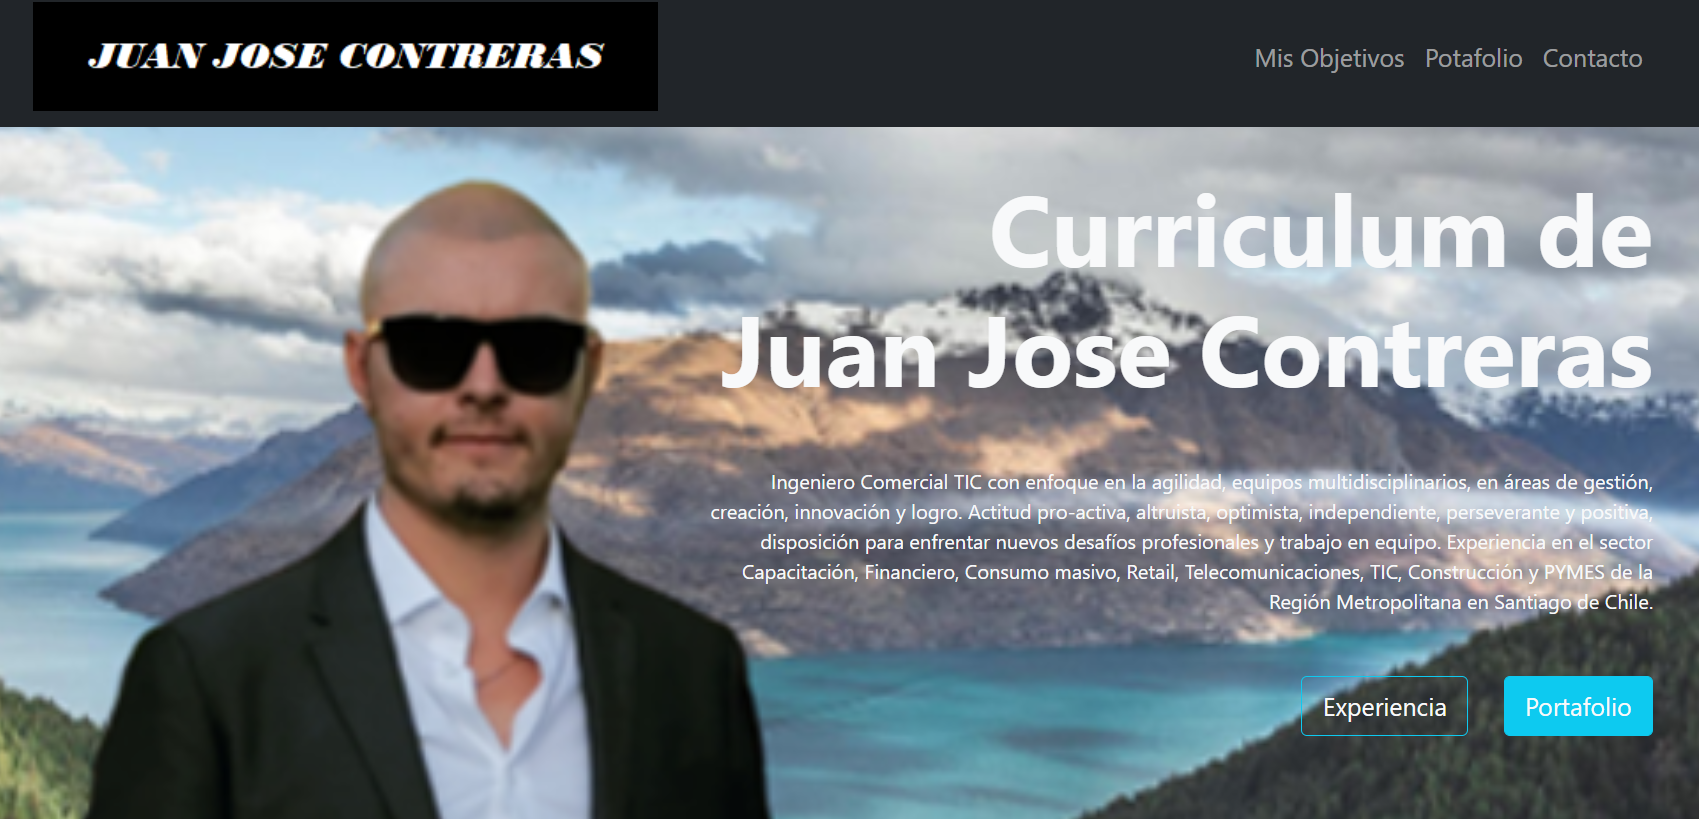 JUAN JOSE CONTRERAS
Mis Objetivos Potafolio Contacto
Curriculum de
Juan Jose Contreras
Ingeniero Comercial TIC con enfoque en la agilidad, equipos multidisciplinarios, en áreas de gestión,
creación, innovación y logro. Actitud pro-activa, altruista, optimista, independiente, perseverante y positiva,
disposición para enfrentar nuevos desafíos profesionales y trabajo en equipo. Experiencia en el sector
Capacitación, Financiero, Consumo masivo, Retail, Telecomunicaciones, TIC, Construcción y PYMES de la
Región Metropolitana en Santiago de Chile.
Experiencia Portafolio